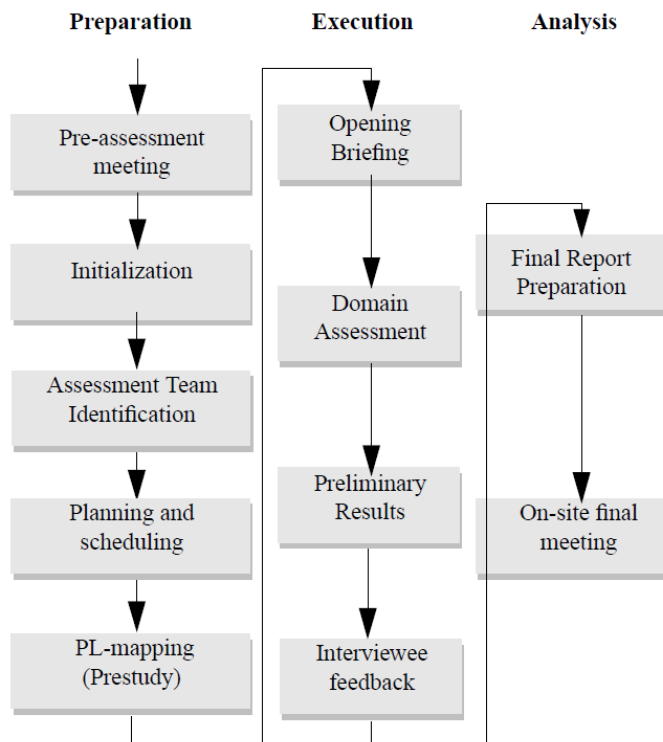 Preparation
Pre-assessment
meeting
Initialization
Assessment Team
Identification
Planning and
scheduling
PL-mapping
(Prestudy)
Execution
Opening
Briefing
Domain
Assessment
Preliminary
Results
Interviewee
feedback
Analysis
Final Report
Preparation
On-site final
meeting